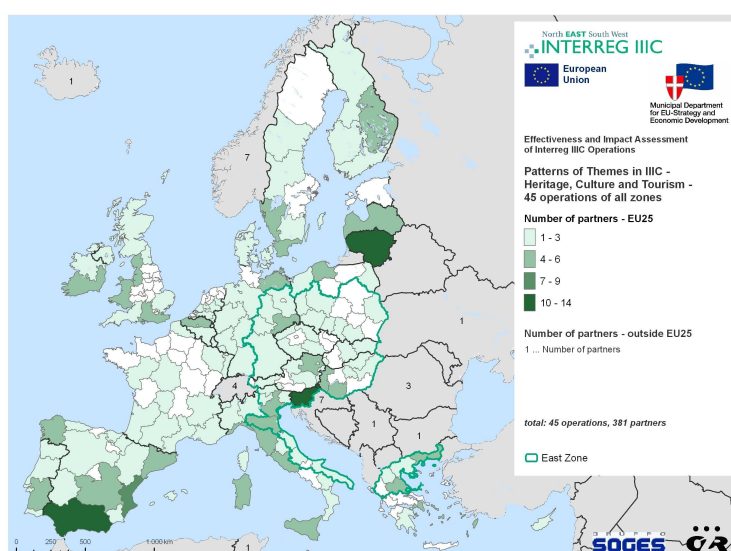 North EAST South West
INTERREG IIIC
European
Union
Municipal Department
for EU-Strategy and
Economic Development
Effectiveness and Impact Assessment
of Interreg IIIC Operations
Patterns of Themes in IIIC -
Heritage, Culture and Tourism -
45 operations of all zones
Number of partners - EU25
1 - 3
4 - 6
7 - 9
10 - 14
Number of partners - outside EU25
1 ... Number of partners
total: 45 operations, 381 partners
East Zone
1
7
1
4
3
1
1
1
0 250 500 1 000 km
GRUPPO
SOGES